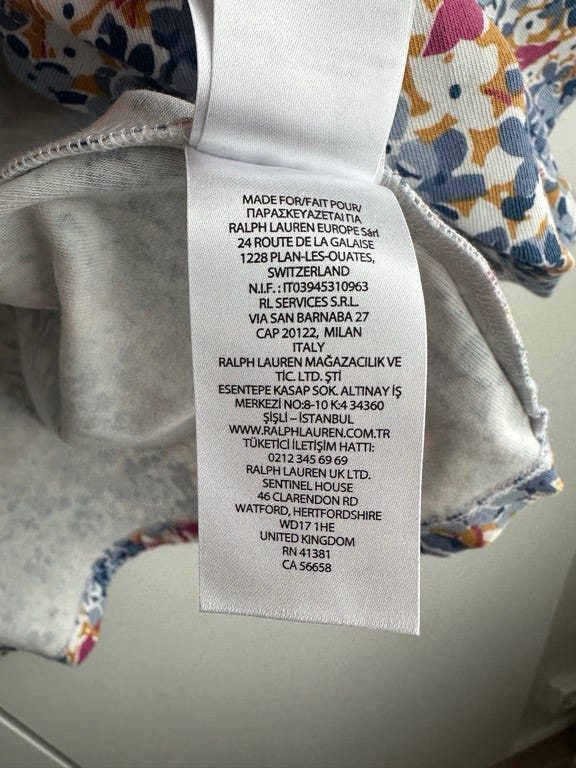 MADE FOR/FAIT POUR/
ΠΑΡΑΣΚΕΥΑΖΕΤΑΙ ΓΙΑ
RALPH LAUREN EUROPE Sárl
24 ROUTE DE LA GALAISE
1228 PLAN-LES-OUATES,
SWITZERLAND
N.I.F. : IT03945310963
RL SERVICES S.R.L.
VIA SAN BARNABA 27
CAP 20122, MILAN
ITALY
RALPH LAUREN MAĞAZACILIK VE
TİC. LTD. ŞTİ
ESENTEPE KASAP SOK. ALTINAY İŞ
MERKEZİ NO:8-10 K:4 34360
ŞİŞLİ – İSTANBUL
WWW.RALPHLAUREN.COM.TR
TÜKETİCİ İLETİŞİM HATTI:
0212 345 69 69
RALPH LAUREN UK LTD.
SENTINEL HOUSE
46 CLARENDON RD
WATFORD, HERTFORDSHIRE
WD17 1HE
UNITED KINGDOM
RN 41381
CA 56658